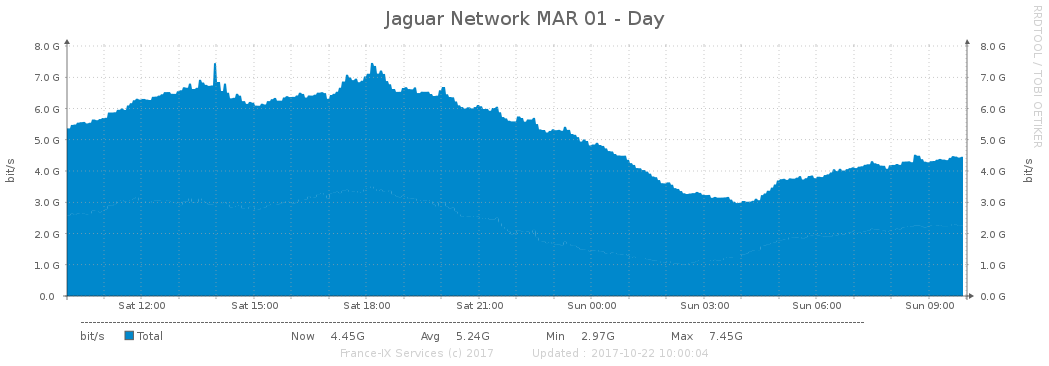 Jaguar Network MAR 01 - Day
RRDTOOL / TOBI OETIKER
bit/s
8.0 G 8.0 G
7.0 G 7.0 G
6.0 G 6.0 G
5.0 G 5.0 G
4.0 G 4.0 G
3.0 G 3.0 G
2.0 G 2.0 G
1.0 G 1.0 G
0.0 0.0 G
bit/s
Sat 12:00 Sat 15:00 Sat 18:00 Sat 21:00 Sun 00:00 Sun 03:00 Sun 06:00 Sun 09:00
bit/s Total Now 4.45G Avg 5.24G Min 2.97G Max 7.45G
France-IX Services (c) 2017 Updated : 2017-10-22 10:00:04